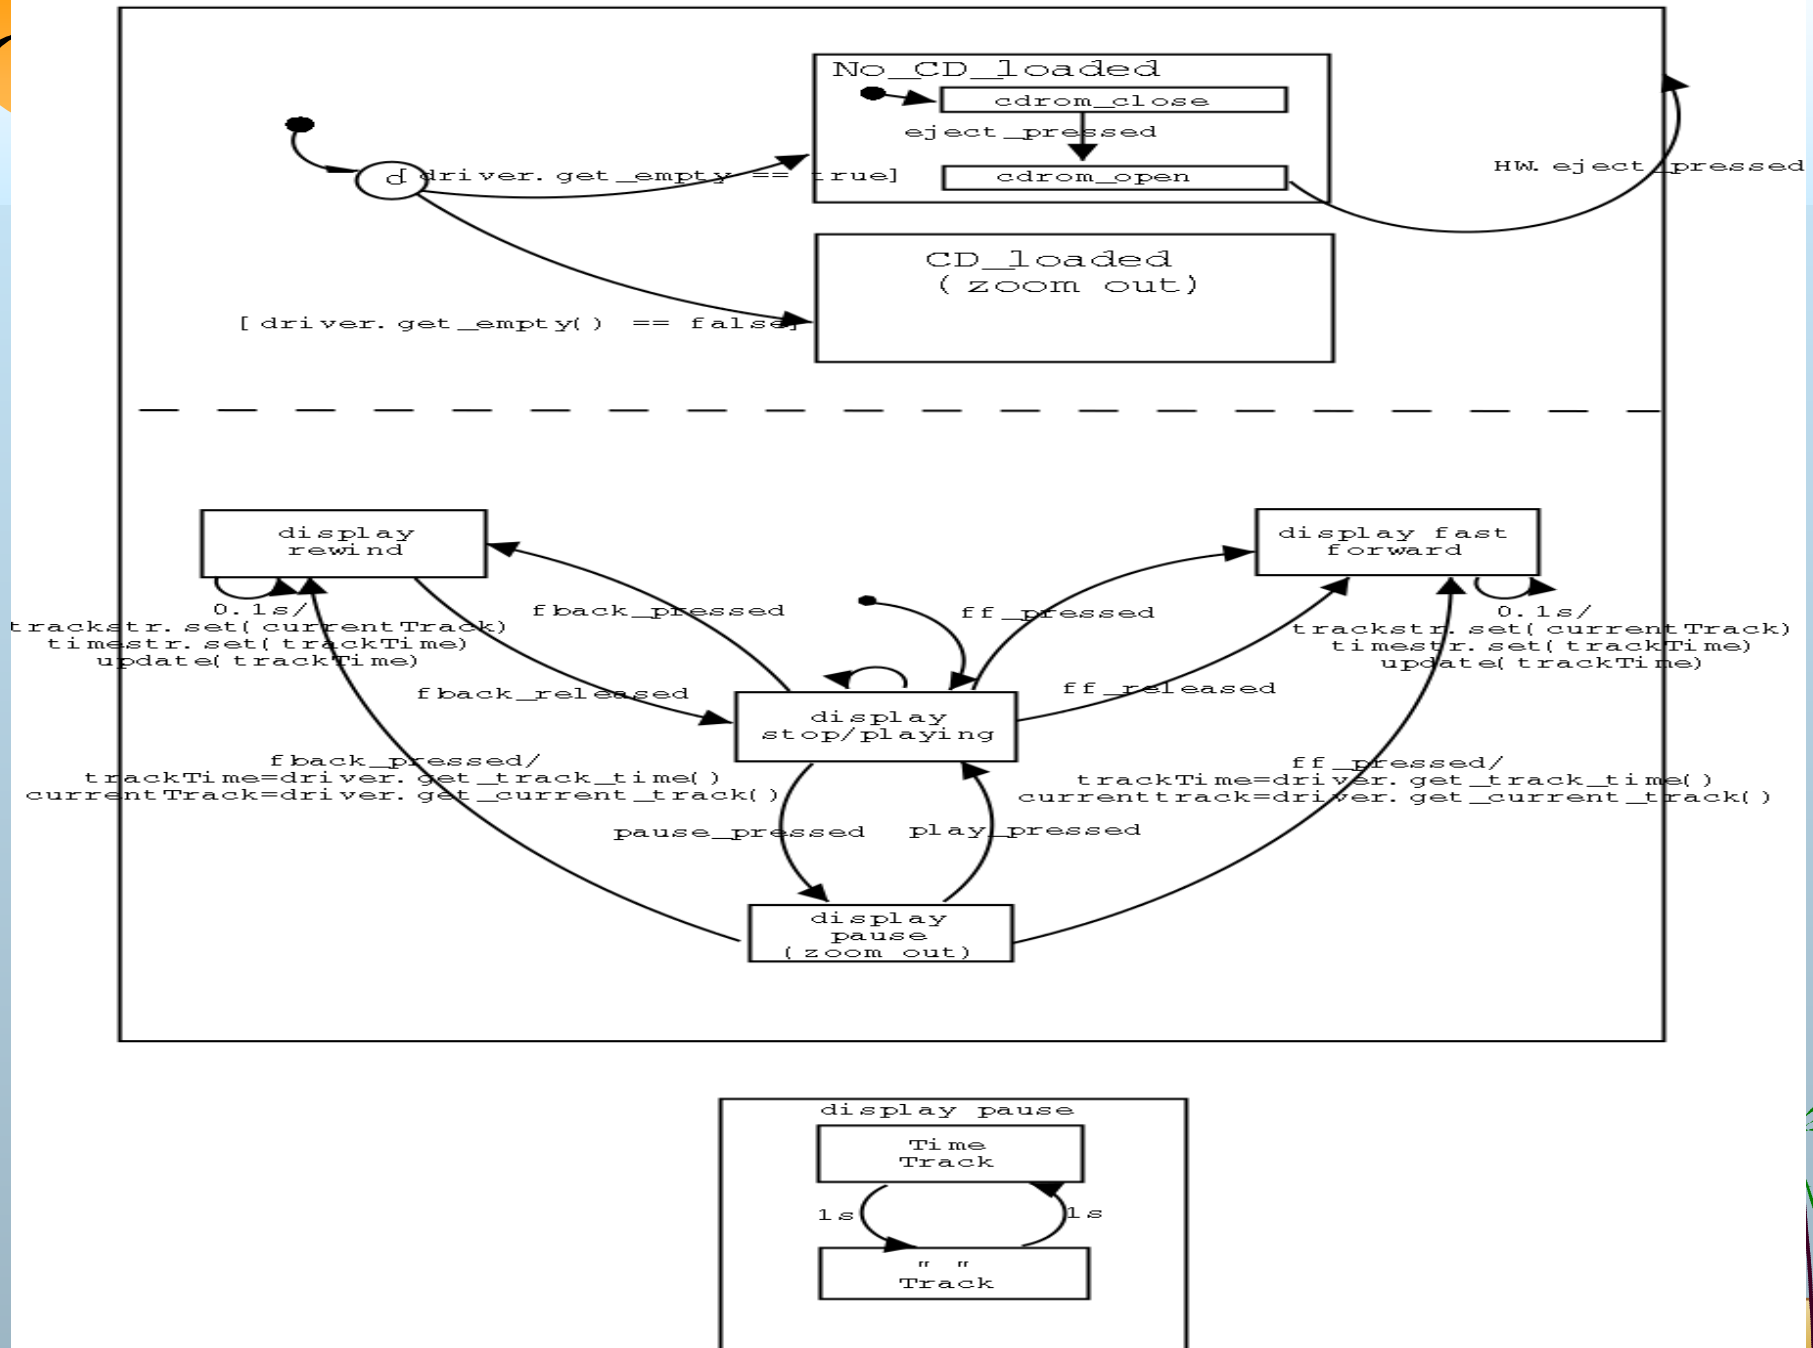 No_CD_loaded
cdrom_close
eject_pressed
cdrom_open
HW.eject_pressed
c
[driver.get_empty == true]
CD_loaded
(zoom out)
[driver.get_empty() == false]
display
rewind
display fast
forward
0.1s/
trackstr.set(currentTrack)
timestr.set(trackTime)
update(trackTime)
fback_pressed
ff_pressed
0.1s/
trackstr.set(currentTrack)
timestr.set(trackTime)
update(trackTime)
fback_released
ff_released
display
stop/playing
fback_pressed/
trackTime=driver.get_track_time()
currentTrack=driver.get_current_track()
ff_pressed/
trackTime=driver.get_track_time()
currenttrack=driver.get_current_track()
pause_pressed
play_pressed
display
pause
(zoom out)
display pause
Time
Track
1s
1s
" "
Track